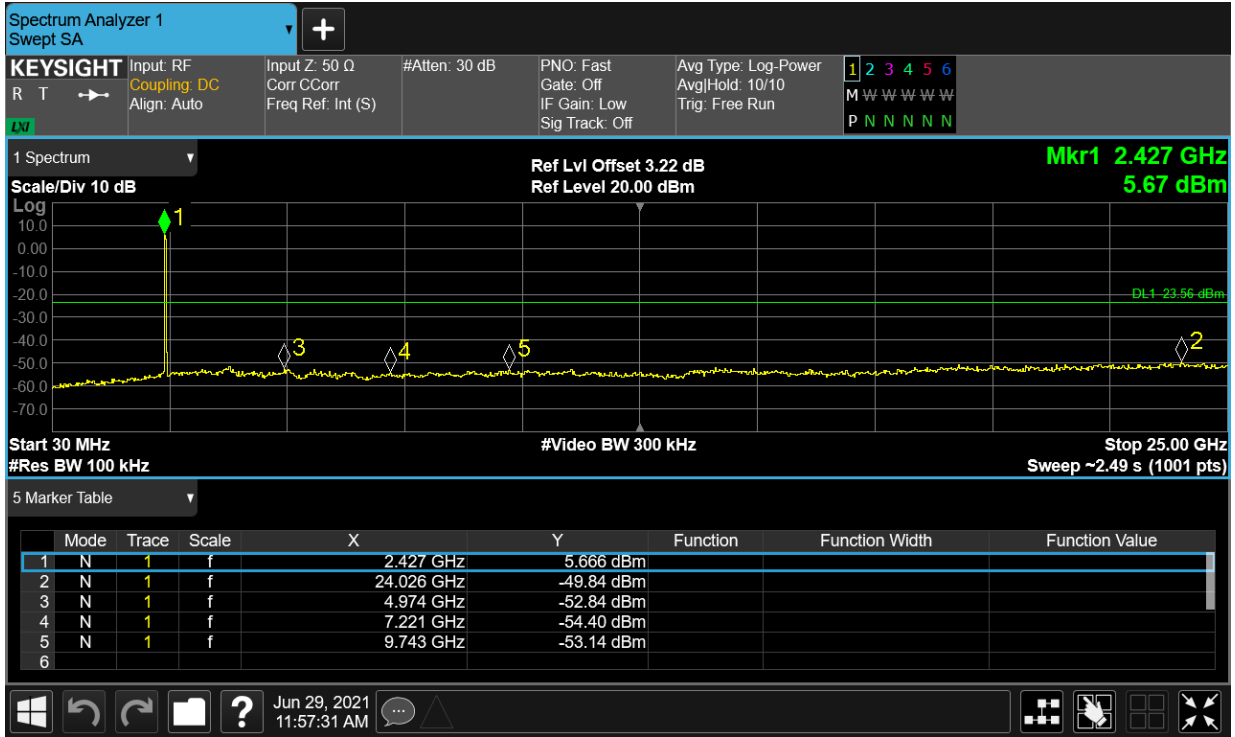 Spectrum Analyzer 1
Swept SA
KEYSIGHT
R T
LXI
Input: RF
Coupling: DC
Align: Auto
Input Z: 50 Ω
Corr CCorr
Freq Ref: Int (S)
#Atten: 30 dB
PNO: Fast
Gate: Off
IF Gain: Low
Sig Track: Off
Avg Type: Log-Power
Avg|Hold: 10/10
Trig: Free Run
1 2 3 4 5 6
M W W W W W
P N N N N N
1 Spectrum
Scale/Div 10 dB
Ref Lvl Offset 3.22 dB
Ref Level 20.00 dBm
Mkr1 2.427 GHz
5.67 dBm
Log
10.0
0.00
-10.0
-20.0
-30.0
-40.0
-50.0
-60.0
-70.0
1
3
4
5
2
DL1 -23.56 dBm
Start 30 MHz
#Video BW 300 kHz
Stop 25.00 GHz
#Res BW 100 kHz
Sweep ~2.49 s (1001 pts)
5 Marker Table
Mode Trace Scale X Y Function Function Width Function Value
1 N 1 f 2.427 GHz 5.666 dBm
2 N 1 f 24.026 GHz -49.84 dBm
3 N 1 f 4.974 GHz -52.84 dBm
4 N 1 f 7.221 GHz -54.40 dBm
5 N 1 f 9.743 GHz -53.14 dBm
6
?
Jun 29, 2021
11:57:31 AM